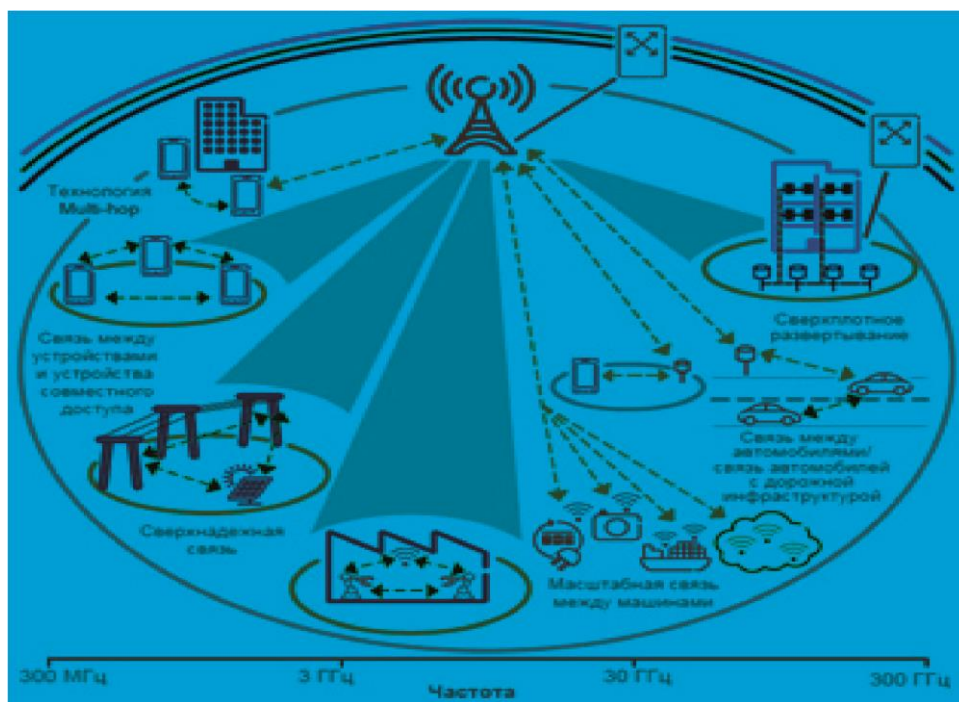 Технология
Multi-hop
Связь между
устройствами
и устройства
совместного
доступа
Сверхплотное
развертывание
Связь между
автомобилями/
связь автомобилей
с дорожной
инфраструктурой
Сверхнадежная
связь
Масштабная связь
между машинами
300 МГц
3 ГГц
30 ГГц
300 ГГц
Частота